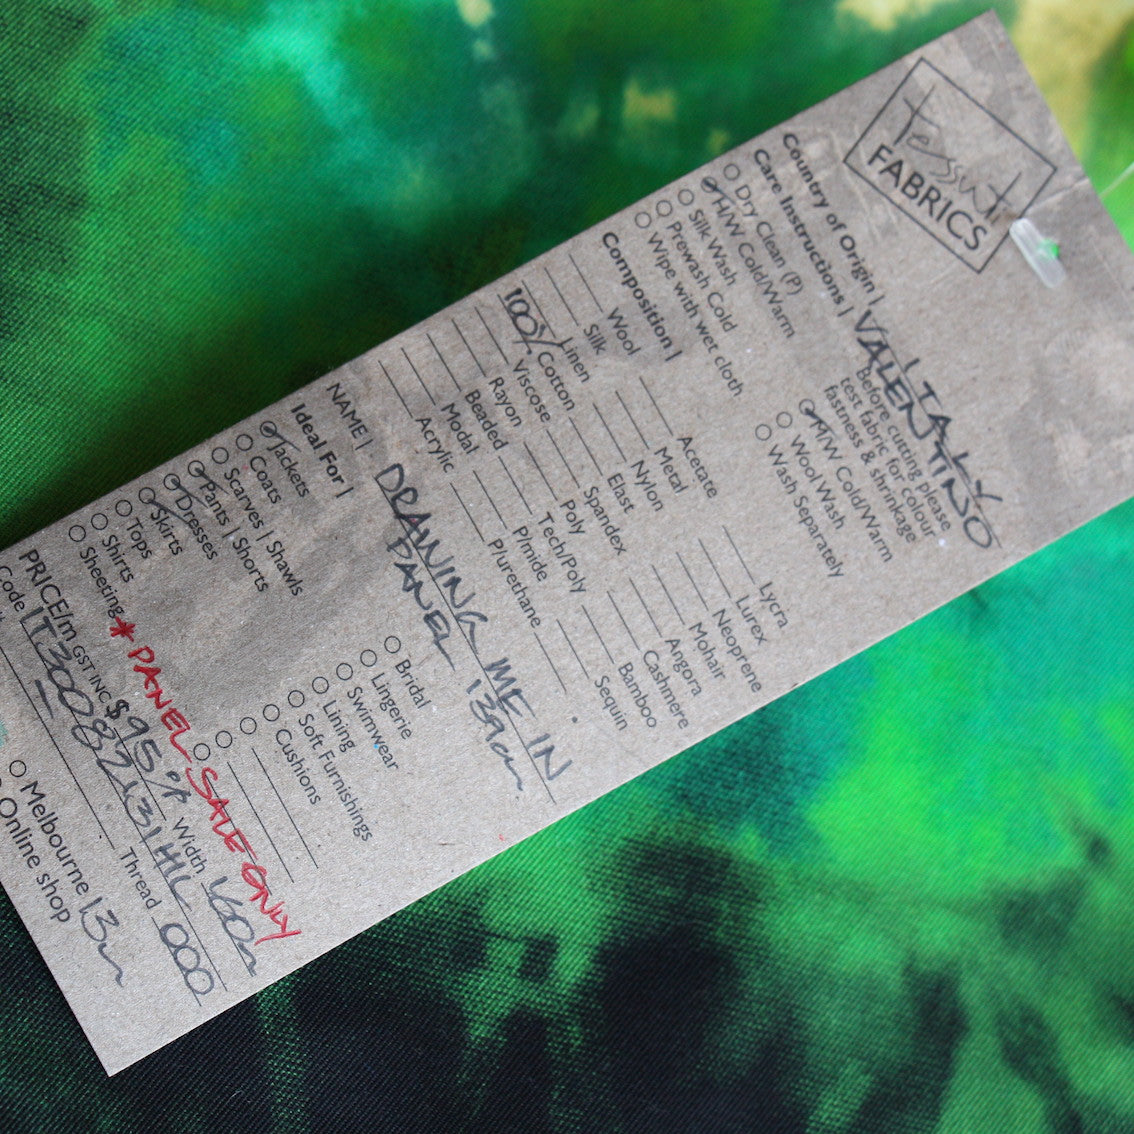 Tessuti
FABRICS
Country of Origin | ITALY
VALENTINO
Care Instructions | Before cutting please
test fabric for colour
fastness & shrinkage
Dry Clean (P)
H/W Cold/Warm
Silk Wash
Prewash Cold
Wipe with wet cloth
M/W Cold/Warm
Wool Wash
Wash Separately
Composition |
Wool
Silk
Linen
100% Cotton
Viscose
Rayon
Beaded
Modal
Acrylic
Acetate
Metal
Nylon
Elast
Spandex
Poly
Tech/Poly
P/mide
P/urethane
Lycra
Lurex
Neoprene
Mohair
Angora
Cashmere
Bamboo
Sequin
NAME | DRAWING ME IN
PANEL 139cm
Ideal For |
Jackets
Coats
Scarves | Shawls
Pants | Shorts
Dresses
Skirts
Tops
Shirts
Sheeting
Bridal
Lingerie
Swimwear
Lining
Soft Furnishings
Cushions
* PANEL SALE ONLY
PRICE/m GST INC. $95 Width
Code Thread 000
Melbourne 13m
Online shop